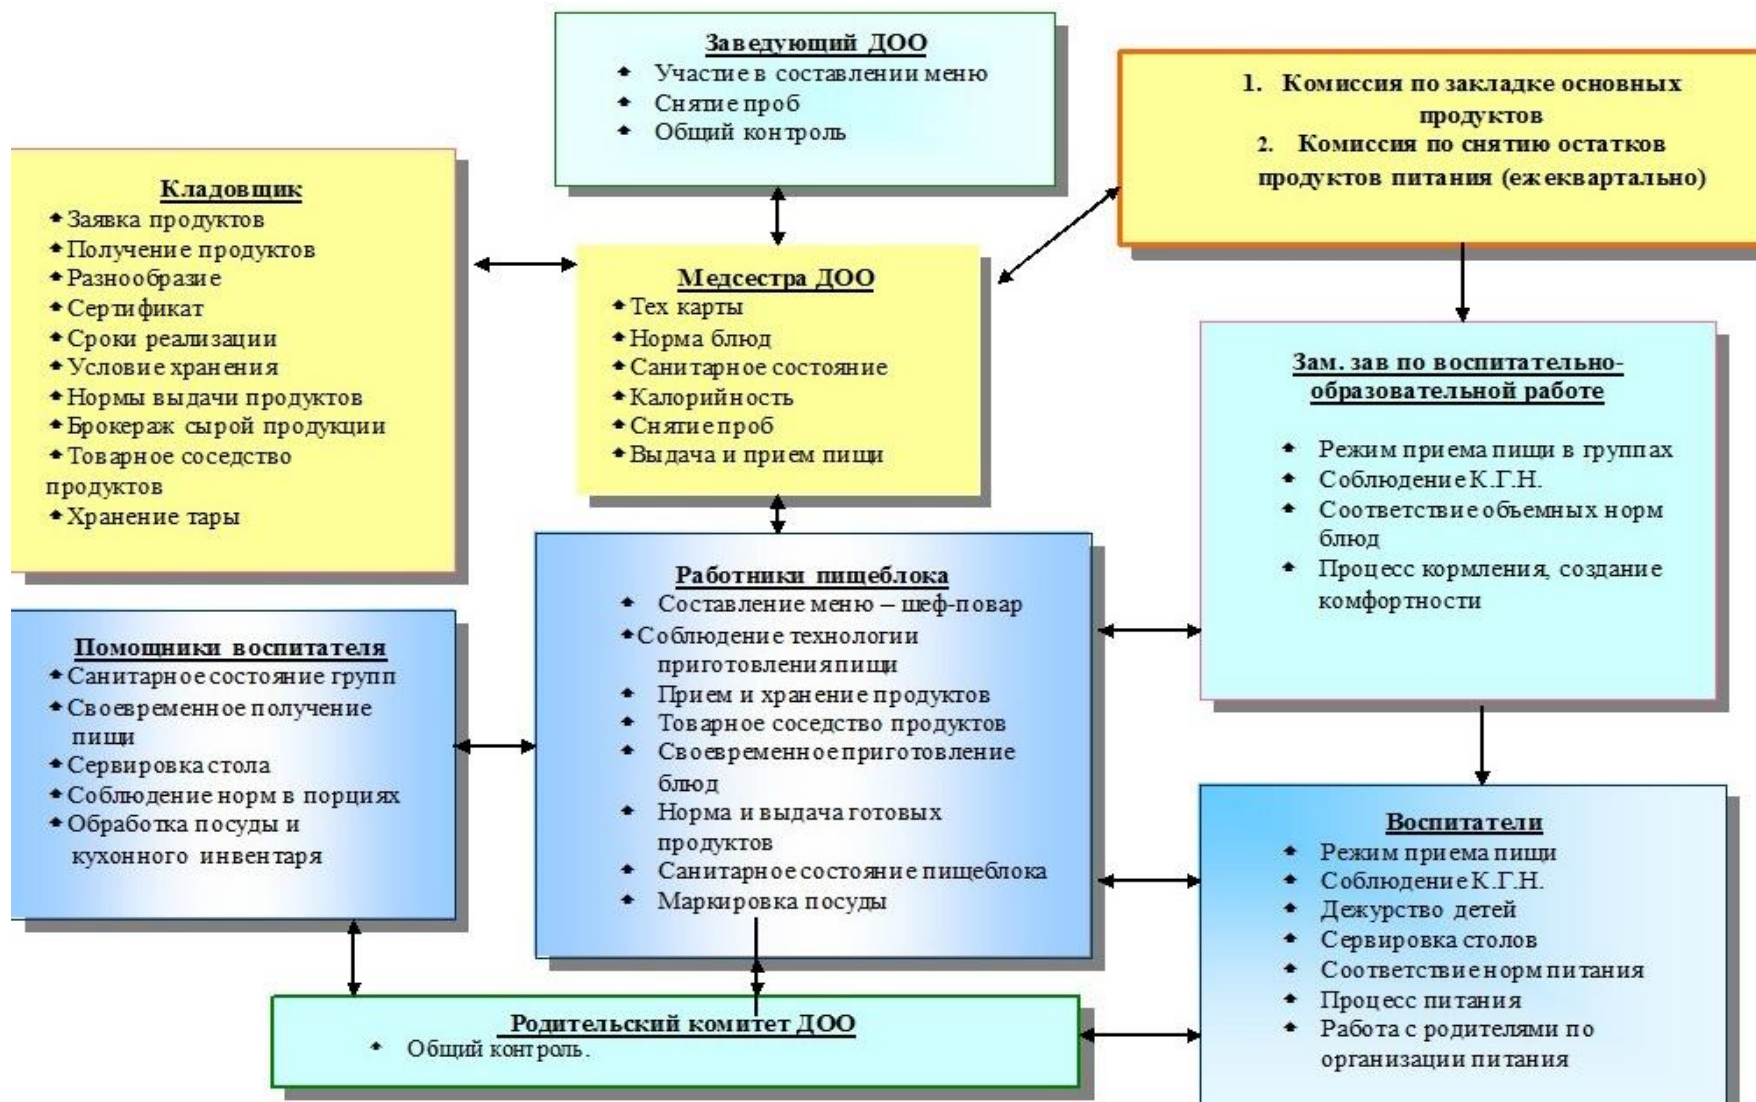 Заведующий ДОО
Участие в составлении меню
Снятие проб
Общий контроль
1. Комиссия по закладке основных
продуктов
2. Комиссия по снятию остатков
продуктов питания (ежеквартально)
Кладовщик
Заявка продуктов
Получение продуктов
Разнообразие
Сертификат
Сроки реализации
Условие хранения
Нормы выдачи продуктов
Брокераж сырой продукции
Товарное соседство
продуктов
Хранение тары
Медсестра ДОО
Тех карты
Норма блюд
Санитарное состояние
Калорийность
Снятие проб
Выдача и прием пищи
Зам. зав по воспитательно-
образовательной работе
Режим приема пищи в группах
Соблюдение К.Г.Н.
Соответствие объемных норм
блюд
Процесс кормления, создание
комфортности
Работники пищеблока
Составление меню – шеф-повар
Соблюдение технологии
приготовления пищи
Прием и хранение продуктов
Товарное соседство продуктов
Своевременное приготовление
блюд
Норма и выдача готовых
продуктов
Санитарное состояние пищеблока
Маркировка посуды
Помощники воспитателя
Санитарное состояние групп
Своевременное получение
пищи
Сервировка стола
Соблюдение норм в порциях
Обработка посуды и
кухонного инвентаря
Воспитатели
Режим приема пищи
Соблюдение К.Г.Н.
Дежурство детей
Сервировка столов
Соответствие норм питания
Процесс питания
Работа с родителями по
организации питания
Родительский комитет ДОО
Общий контроль.